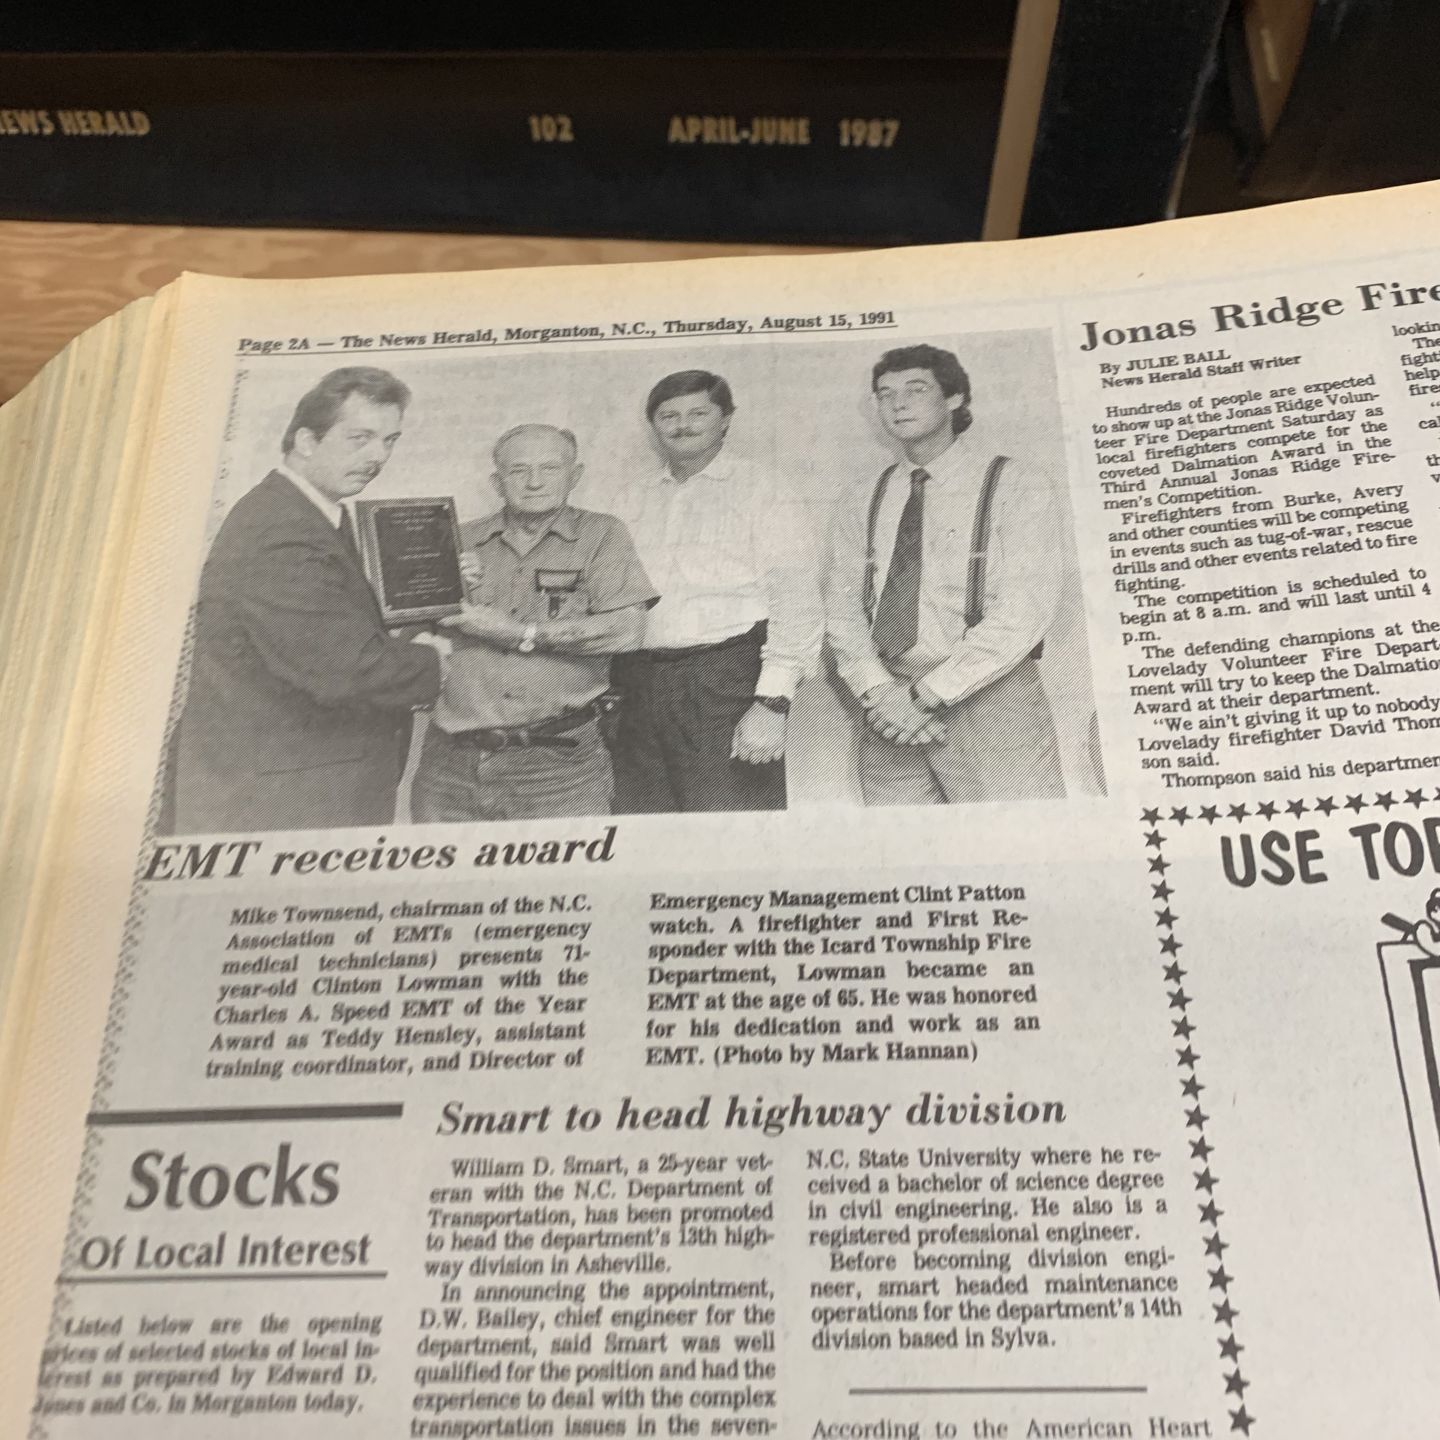 EWS HERALD 102 APRIL-JUNE 1987
Page 2A — The News Herald, Morganton, N.C., Thursday, August 15, 1991
EMT receives award
Mike Townsend, chairman of the N.C.
Association of EMTs (emergency
medical technicians) presents 71-
year-old Clinton Lowman with the
Charles A. Speed EMT of the Year
Award as Teddy Hensley, assistant
training coordinator, and Director of
Emergency Management Clint Patton
watch. A firefighter and First Re-
sponder with the Icard Township Fire
Department, Lowman became an
EMT at the age of 65. He was honored
for his dedication and work as an
EMT. (Photo by Mark Hannan)
Jonas Ridge Fire
By JULIE BALL
News Herald Staff Writer
Hundreds of people are expected
to show up at the Jonas Ridge Volun-
teer Fire Department Saturday as
local firefighters compete for the
coveted Dalmation Award in the
Third Annual Jonas Ridge Fire-
men's Competition.
Firefighters from Burke, Avery
and other counties will be competing
in events such as tug-of-war, rescue
drills and other events related to fire
fighting.
The competition is scheduled to
begin at 8 a.m. and will last until 4
p.m.
The defending champions at the
Lovelady Volunteer Fire Depart-
ment will try to keep the Dalmatio
Award at their department.
"We ain't giving it up to nobody
Lovelady firefighter David Thom
son said.
Thompson said his departmen
lookin
The
fight
help
fire
cal
th
USE TOP
Smart to head highway division
William D. Smart, a 25-year vet-
eran with the N.C. Department of
Transportation, has been promoted
to head the department's 13th high-
way division in Asheville.
In announcing the appointment,
D.W. Bailey, chief engineer for the
department, said Smart was well
qualified for the position and had the
experience to deal with the complex
transportation issues in the seven-
N.C. State University where he re-
ceived a bachelor of science degree
in civil engineering. He also is a
registered professional engineer.
Before becoming division engi-
neer, smart headed maintenance
operations for the department's 14th
division based in Sylva.
According to the American Heart
Stocks
Of Local Interest
Listed below are the opening
prices of selected stocks of local in-
terest as prepared by Edward D.
Jones and Co. in Morganton today.